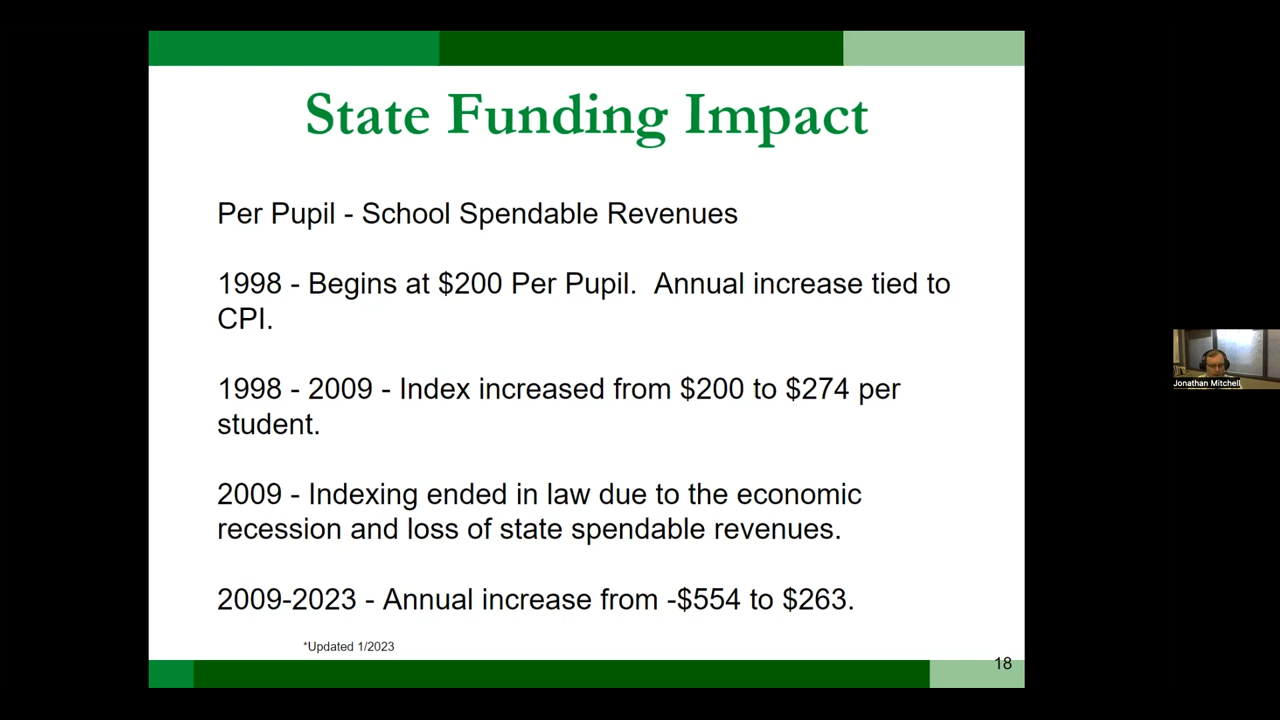 State Funding Impact
Per Pupil - School Spendable Revenues
1998 - Begins at $200 Per Pupil.  Annual increase tied to
CPI.
1998 - 2009 - Index increased from $200 to $274 per
student.
2009 - Indexing ended in law due to the economic
recession and loss of state spendable revenues.
2009-2023 - Annual increase from -$554 to $263.
*Updated 1/2023
18
Jonathan Mitchell